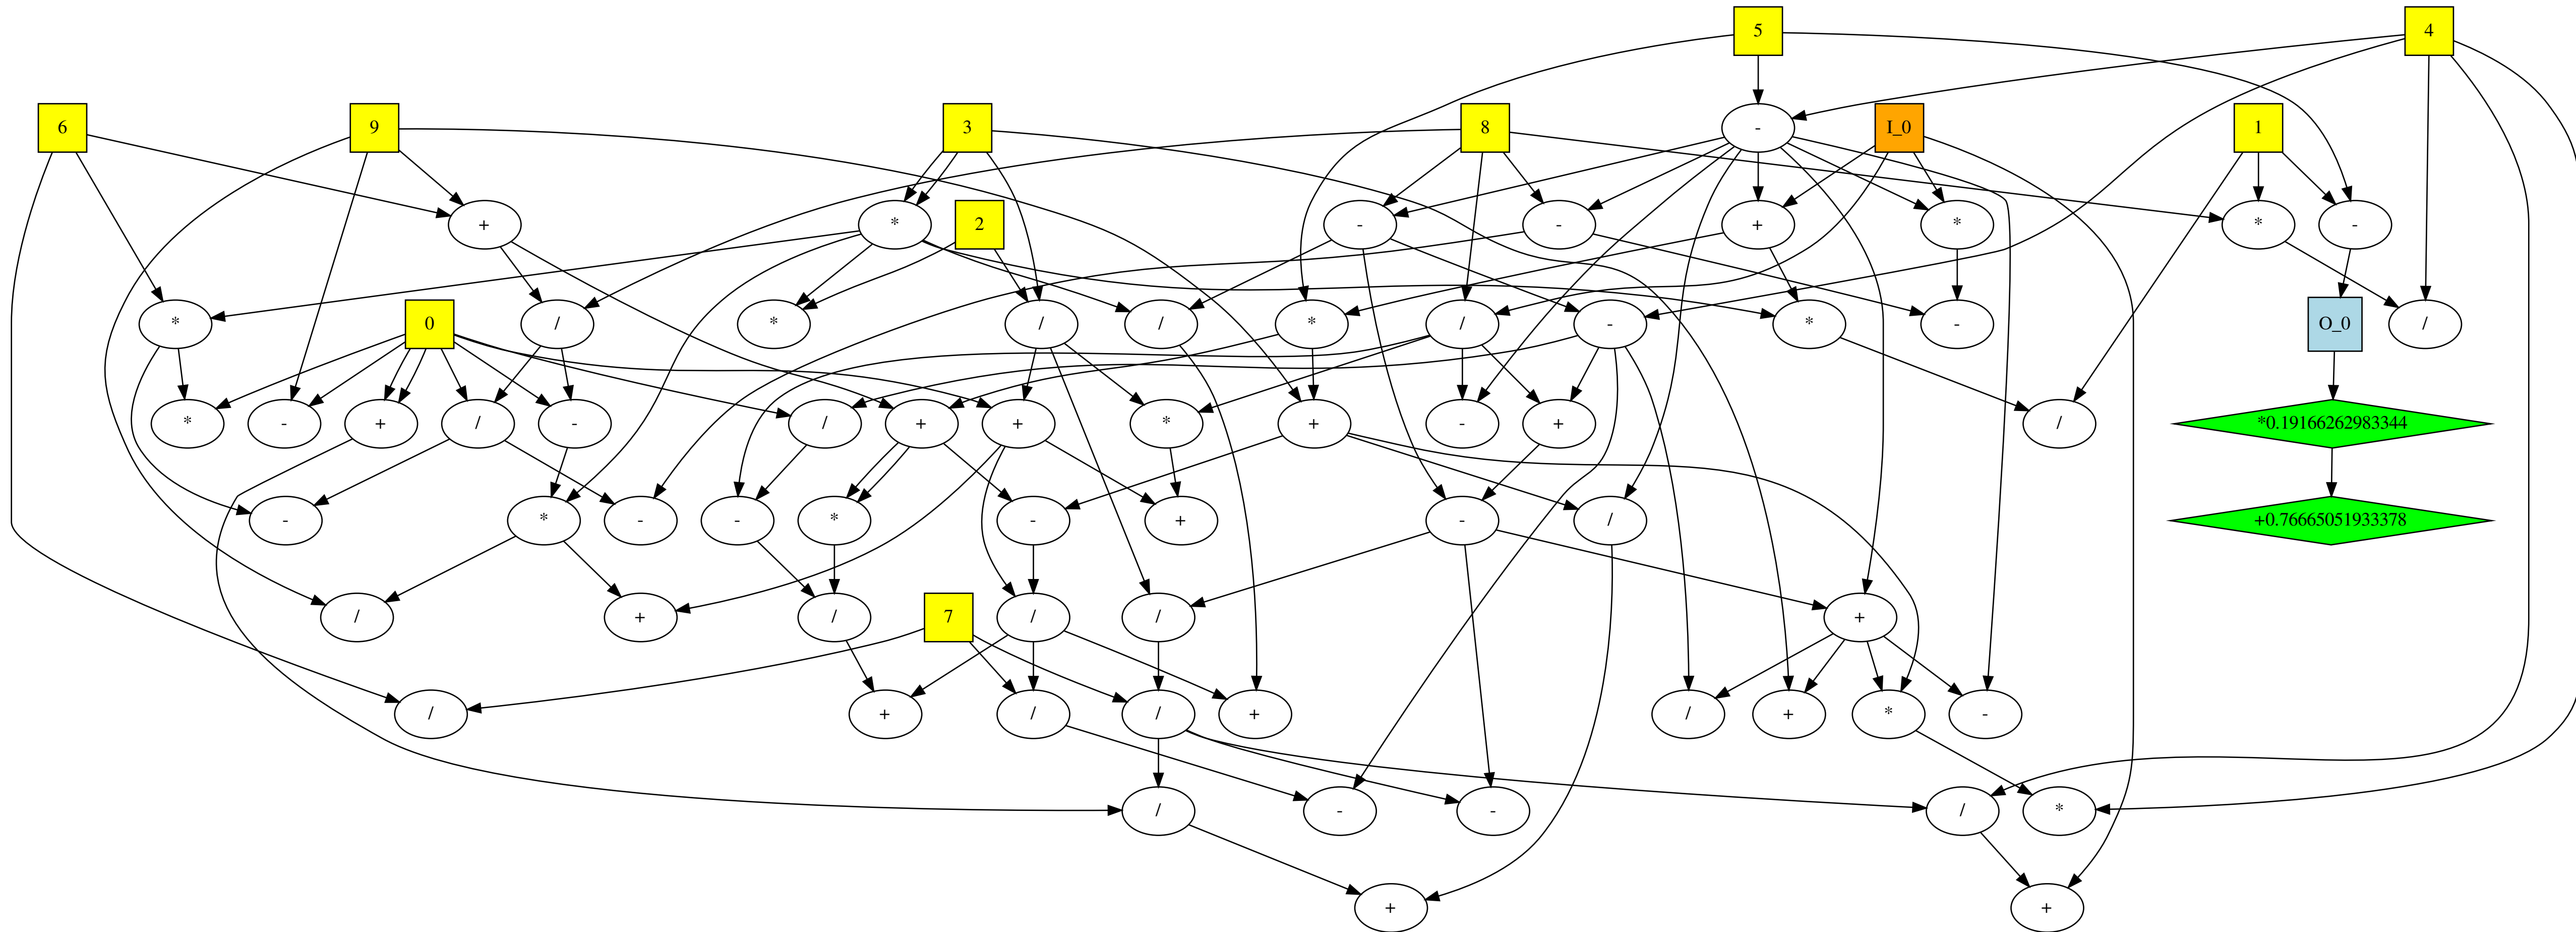 5 4
6 9 3 8 - I_0 1
+ * 2 - - + * * -
* 0 / * / / * / - * - O_0 /
* - + / - / + + * + - + / *0.19166262983344
- * - - * - + - / +0.76665051933378
/ + / 7 / / +
/ + / / + / + * -
/ - - / *
+ +